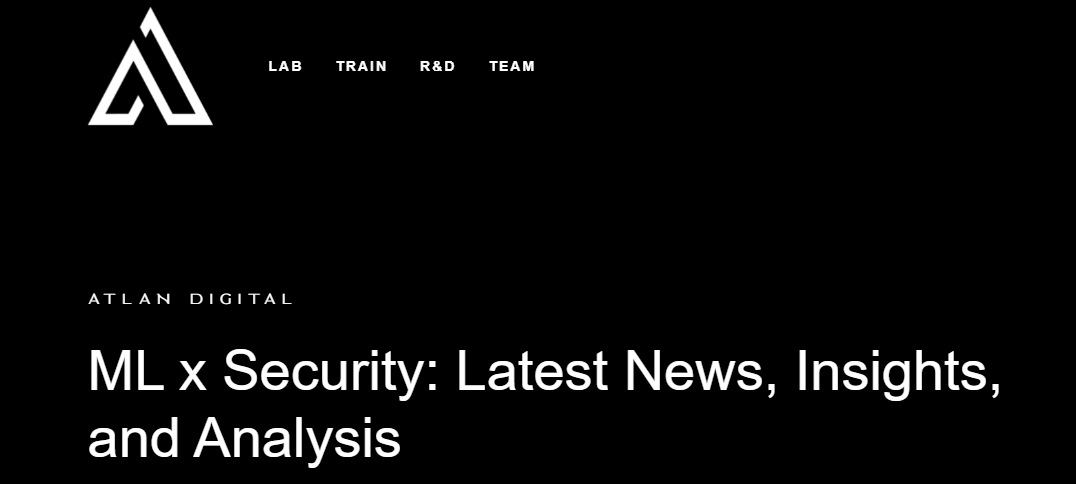 LAB TRAIN R&D TEAM
ATLAN DIGITAL
ML x Security: Latest News, Insights,
and Analysis